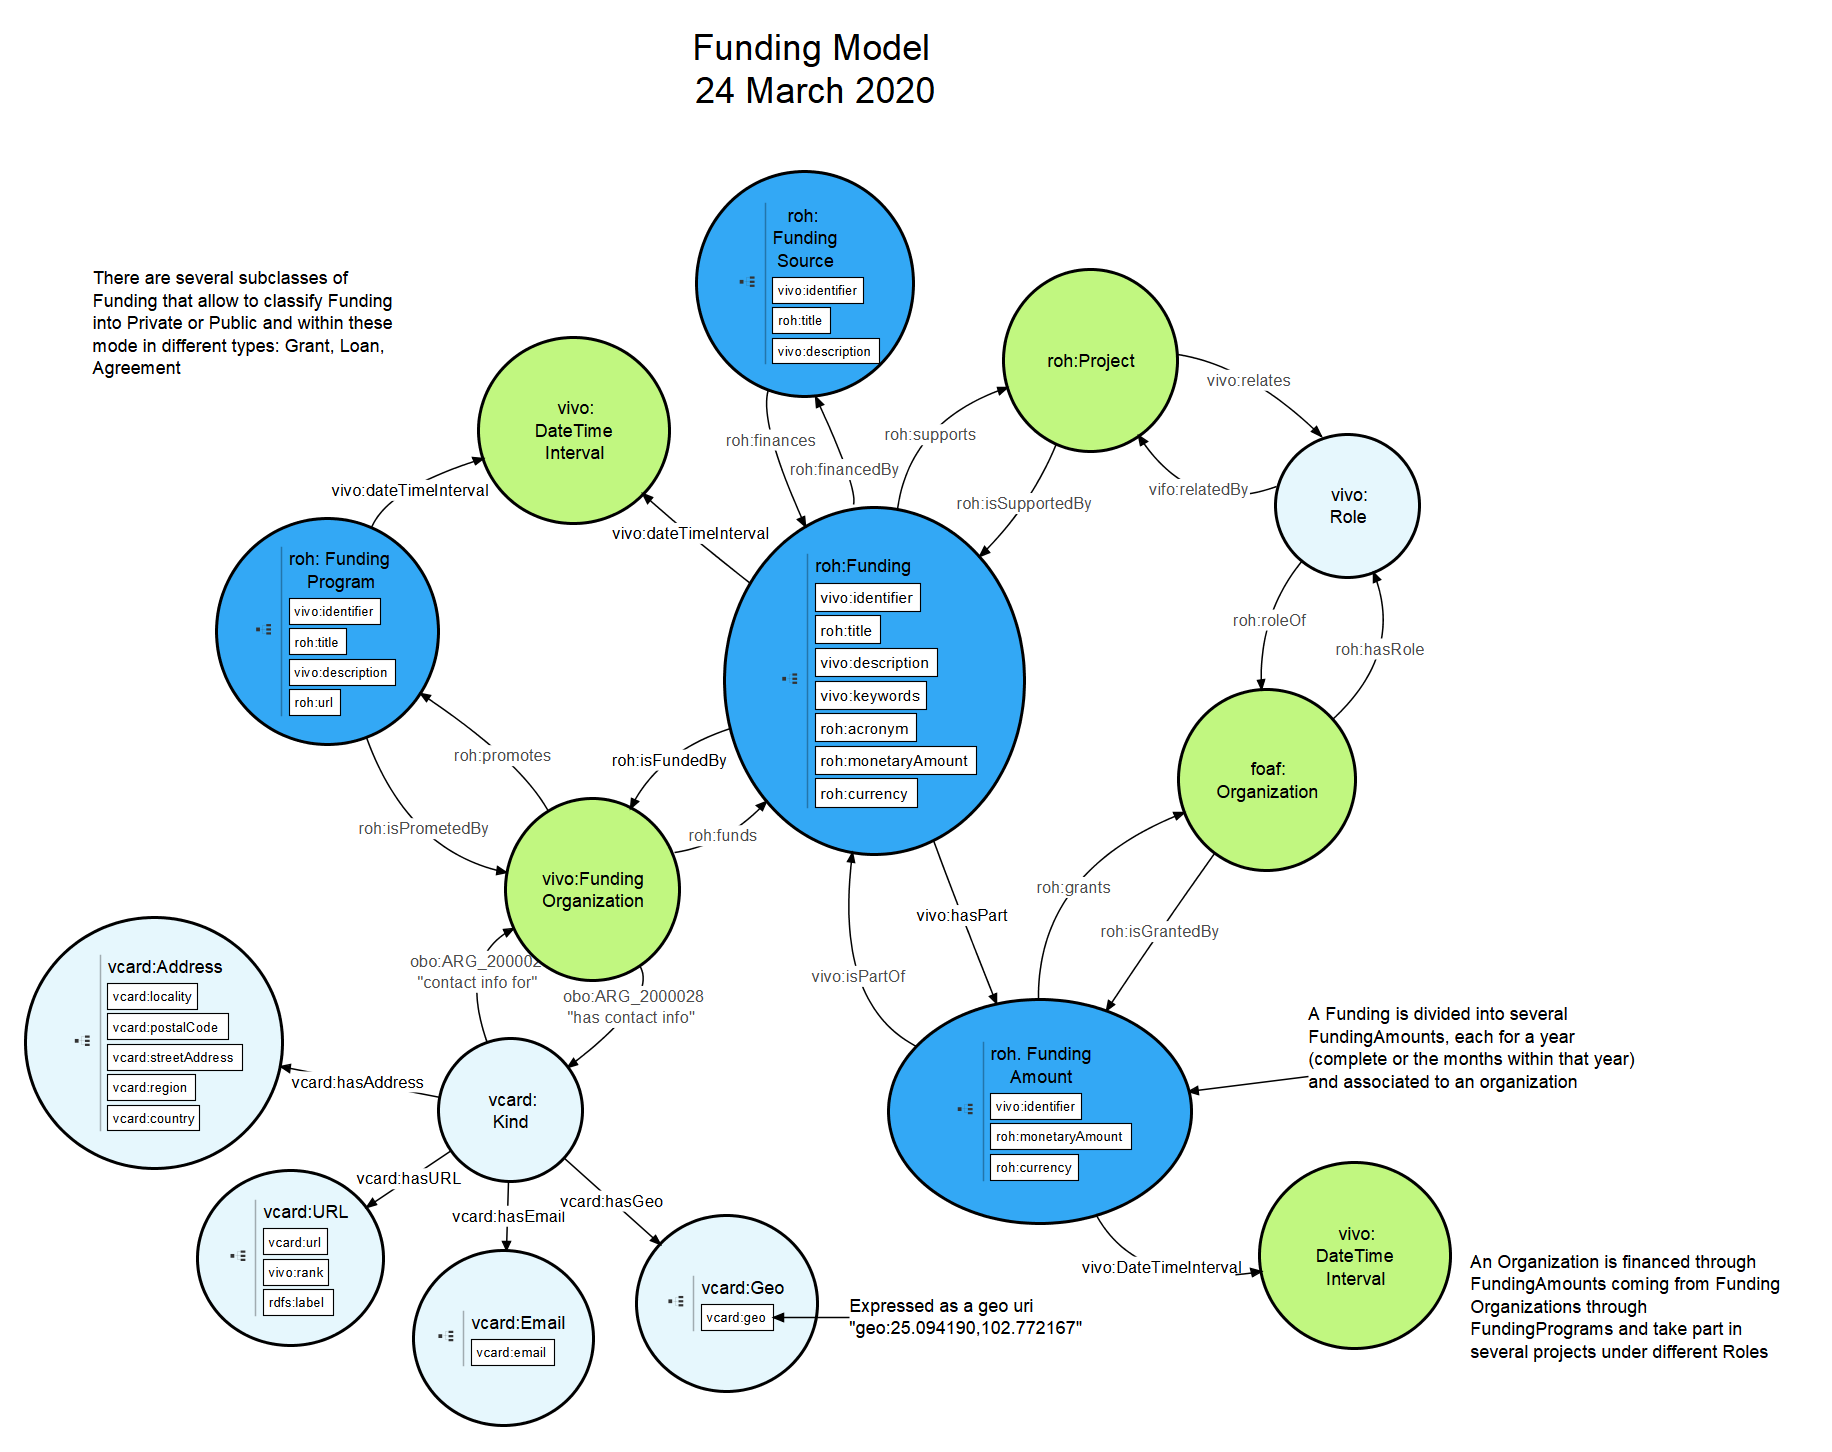 Funding Model
24 March 2020
There are several subclasses of
Funding that allow to classify Funding
into Private or Public and within these
mode in different types: Grant, Loan,
Agreement
roh:
Funding
Source
vivo:identifier
roh:title
vivo:description
roh:Project
vivo:relates
vivo:
DateTime
Interval
roh:finances
roh:financedBy
roh:supports
roh:isSupportedBy
vifo:relatedBy
vivo:
Role
vivo:dateTimeInterval
vivo:dateTimeInterval
roh: Funding
Program
vivo:identifier
roh:title
vivo:description
roh:url
roh:Funding
vivo:identifier
roh:title
vivo:description
vivo:keywords
roh:acronym
roh:monetaryAmount
roh:currency
roh:roleOf
roh:hasRole
roh:promotes
roh:isFundedBy
roh:isPrometedBy
roh:funds
foaf:
Organization
vivo:Funding
Organization
roh:grants
vivo:hasPart
roh:isGrantedBy
vivo:isPartOf
obo:ARG_200002
"contact info for"
obo:ARG_2000028
"has contact info"
vcard:Address
vcard:locality
vcard:postalCode
vcard:streetAddress
vcard:region
vcard:country
vcard:hasAddress
vcard:
Kind
roh. Funding
Amount
vivo:identifier
roh:monetaryAmount
roh:currency
A Funding is divided into several
FundingAmounts, each for a year
(complete or the months within that year)
and associated to an organization
vcard:hasURL
vcard:hasEmail
vcard:hasGeo
vcard:URL
vcard:url
vivo:rank
rdfs:label
vcard:Email
vcard:email
vcard:Geo
vcard:geo
Expressed as a geo uri
"geo:25.094190,102.772167"
vivo:DateTimeInterval
vivo:
DateTime
Interval
An Organization is financed through
FundingAmounts coming from Funding
Organizations through
FundingPrograms and take part in
several projects under different Roles